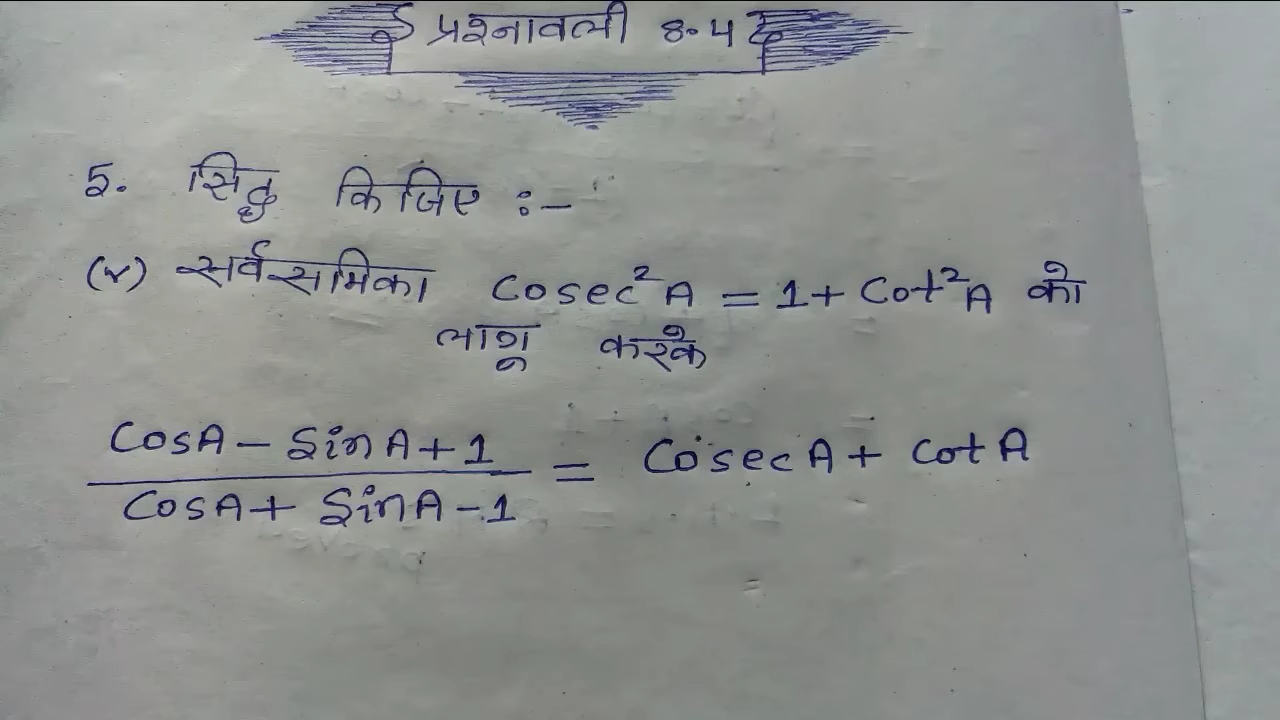 प्रश्नावली 8.4
5. सिद्ध किजिए :-
(v) सर्वसमिका Cosec²A = 1 + Cot²A को
लागू करके
CosA - SinA + 1 / CosA + SinA - 1 = CosecA + CotA